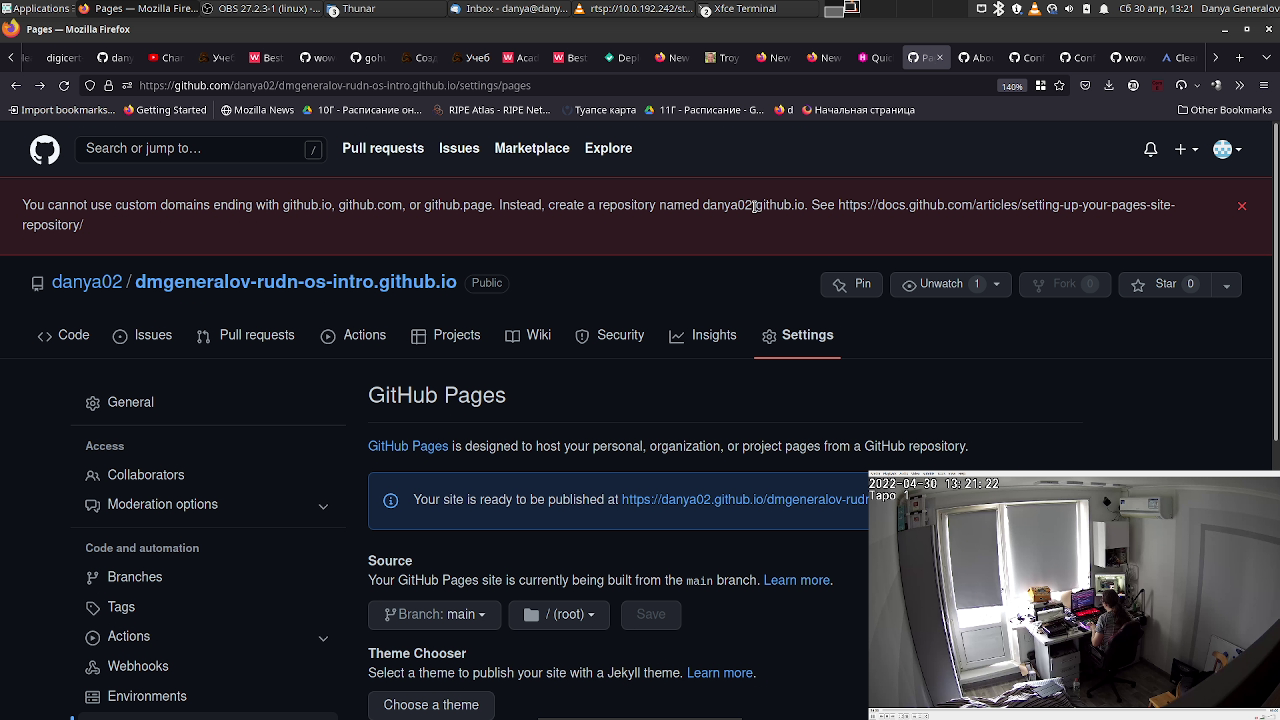 Applications
Pages — Mozilla Firef...
OBS 27.2.3-1 (linux) -...
3
Thunar
Inbox - danya@dany...
rtsp://10.0.192.242/st...
2
Xfce Terminal
Сб 30 апр, 13:21
Danya Generalov
Pages — Mozilla Firefox
digicert
dany
Cha
Учеб
Best
wow
goh
Созд
Учеб
Aca
Best
Depl
New
Troy
New
New
Quic
Pa
Abo
Conf
Conf
wow
Clea
https://github.com/danya02/dmgeneralov-rudn-os-intro.github.io/settings/pages
140%
Import bookmarks...
Getting Started
Mozilla News
10Г - Расписание он...
RIPE Atlas - RIPE Net...
Туапсе карта
11Г - Расписание - G...
d
Начальная страница
Other Bookmarks
Search or jump to...
/
Pull requests
Issues
Marketplace
Explore
You cannot use custom domains ending with github.io, github.com, or github.page. Instead, create a repository named danya02.github.io. See https://docs.github.com/articles/setting-up-your-pages-site-
repository/
danya02 / dmgeneralov-rudn-os-intro.github.io
Public
Pin
Unwatch 1
Fork 0
Star 0
Code
Issues
Pull requests
Actions
Projects
Wiki
Security
Insights
Settings
General
Access
Collaborators
Moderation options
Code and automation
Branches
Tags
Actions
Webhooks
Environments
GitHub Pages
GitHub Pages is designed to host your personal, organization, or project pages from a GitHub repository.
Your site is ready to be published at https://danya02.github.io/dmgeneralov-rudn
Source
Your GitHub Pages site is currently being built from the main branch. Learn more.
Branch: main
/ (root)
Save
Theme Chooser
Select a theme to publish your site with a Jekyll theme. Learn more.
Choose a theme
2022-04-30 13:21:22
Tapo 1